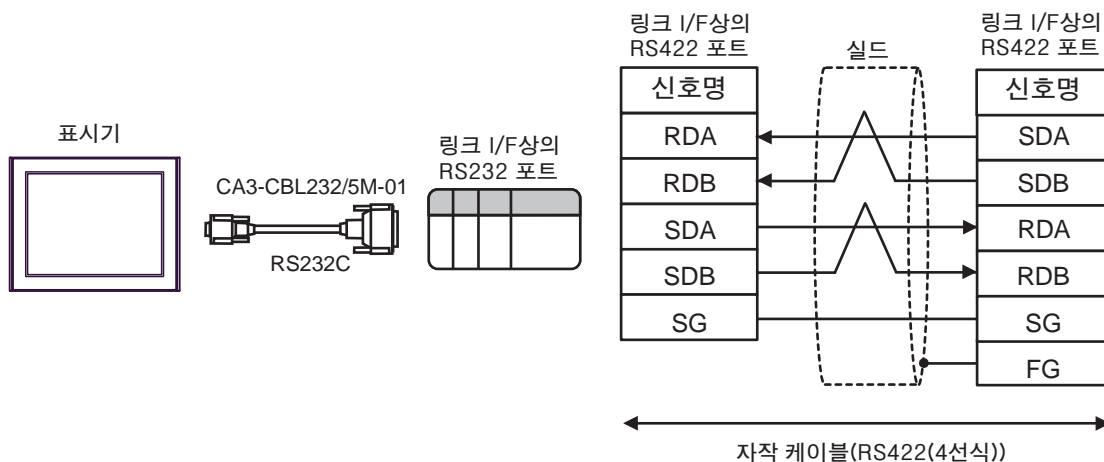 표시기
CA3-CBL232/5M-01
RS232C
링크 I/F상의
RS232 포트
링크 I/F상의
RS422 포트
신호명
RDA
RDB
SDA
SDB
SG
실드
링크 I/F상의
RS422 포트
신호명
SDA
SDB
RDA
RDB
SG
FG
자작 케이블(RS422(4선식))